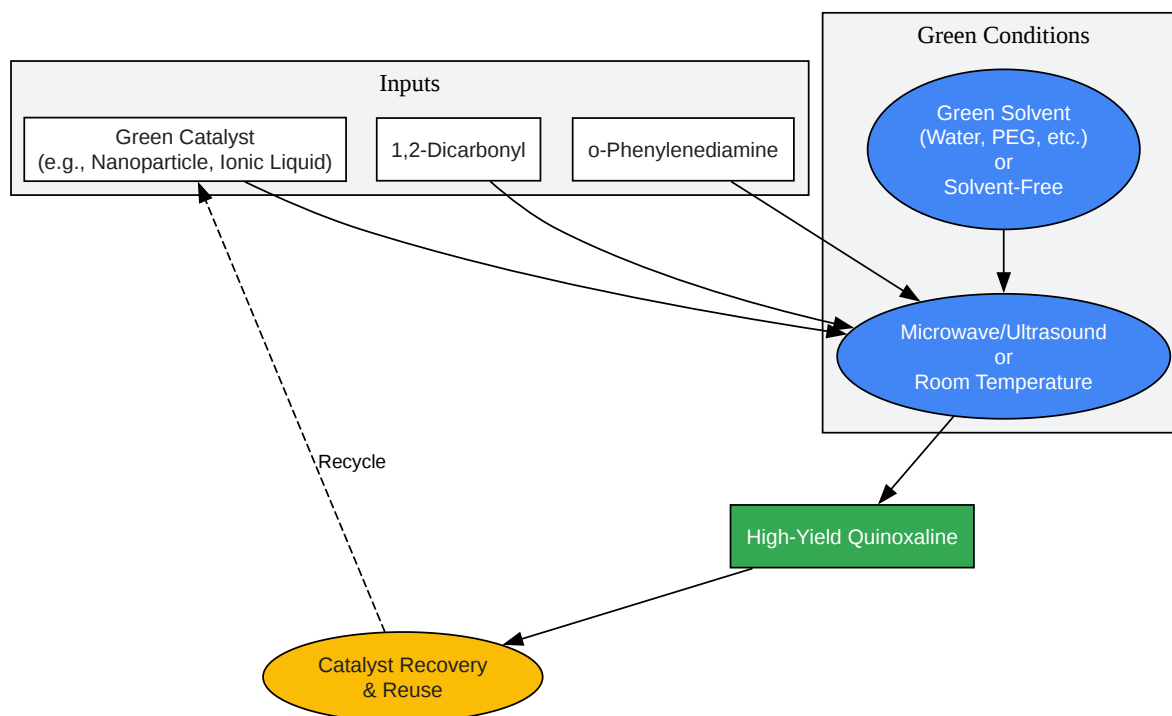 Green Conditions
Inputs
Green Catalyst
(e.g., Nanoparticle, Ionic Liquid)
1,2-Dicarbonyl
o-Phenylenediamine
Green Solvent
(Water, PEG, etc.)
or
Solvent-Free
Microwave/Ultrasound
or
Room Temperature
Recycle
High-Yield Quinoxaline
Catalyst Recovery
& Reuse